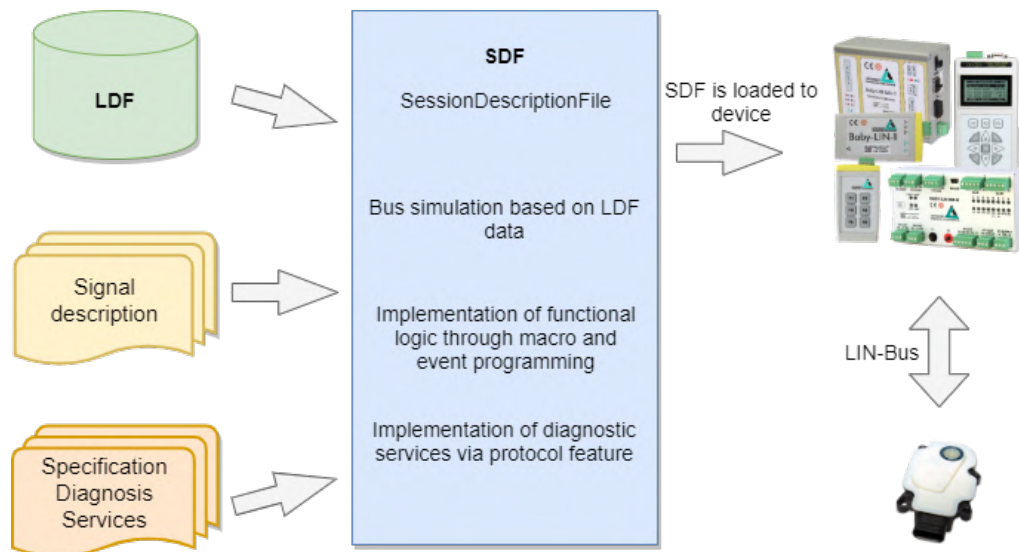 LDF
SDF
SessionDescriptionFile
Bus simulation based on LDF
data
Implementation of functional
logic through macro and
event programming
Implementation of diagnostic
services via protocol feature
Signal
description
Specification
Diagnosis
Services
SDF is loaded to
device
Baby-LIN-II
LIN-Bus